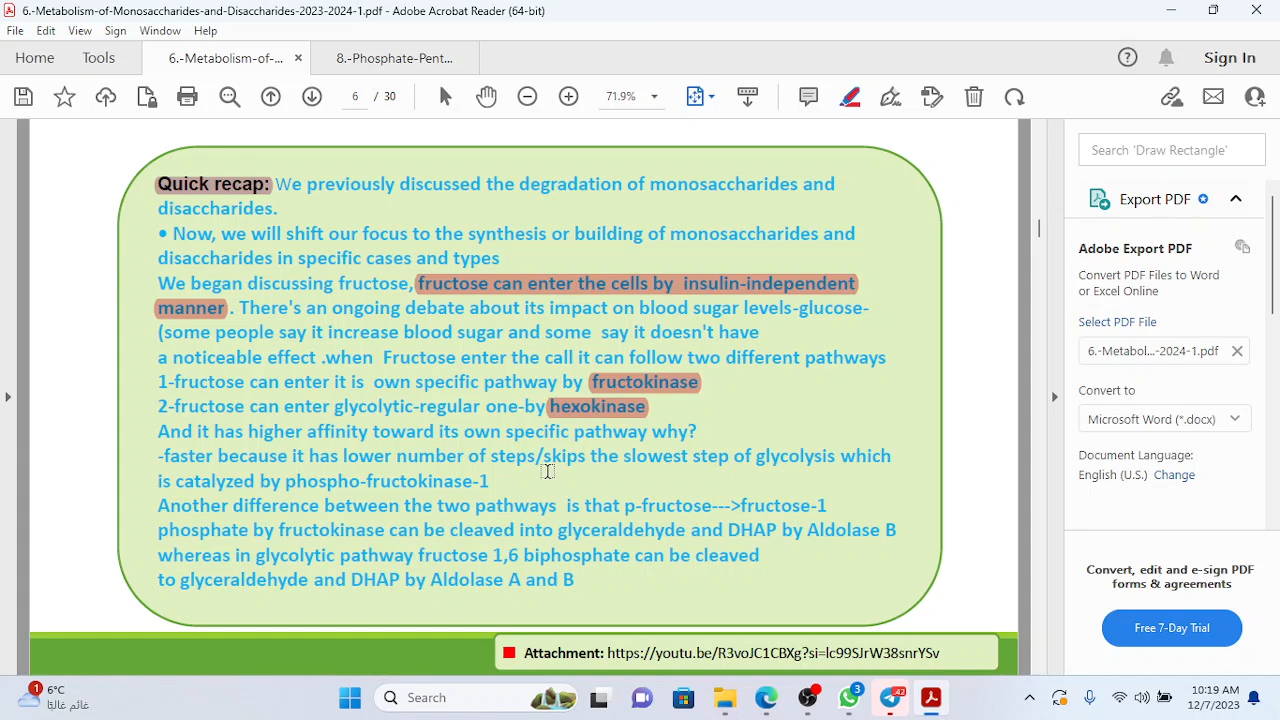 6.-Metabolism-of-Monosaccharides-and-Disaccharides-2023-2024-1.pdf - Adobe Acrobat Reader (64-bit)
File Edit View Sign Window Help
Home Tools 6.-Metabolism-of-... × 8.-Phosphate-Pent... Sign In
6 / 30 71.9%
Quick recap: We previously discussed the degradation of monosaccharides and
disaccharides.
• Now, we will shift our focus to the synthesis or building of monosaccharides and
disaccharides in specific cases and types
We began discussing fructose, fructose can enter the cells by insulin-independent
manner . There's an ongoing debate about its impact on blood sugar levels-glucose-
(some people say it increase blood sugar and some say it doesn't have
a noticeable effect .when Fructose enter the call it can follow two different pathways
1-fructose can enter it is own specific pathway by fructokinase
2-fructose can enter glycolytic-regular one-by hexokinase
And it has higher affinity toward its own specific pathway why?
-faster because it has lower number of steps/skips the slowest step of glycolysis which
is catalyzed by phospho-fructokinase-1
Another difference between the two pathways is that p-fructose--->fructose-1
phosphate by fructokinase can be cleaved into glyceraldehyde and DHAP by Aldolase B
whereas in glycolytic pathway fructose 1,6 biphosphate can be cleaved
to glyceraldehyde and DHAP by Aldolase A and B
Attachment: https://youtu.be/R3voJC1CBXg?si=lc99SJrW38snrYSv
Search 'Draw Rectangle'
Export PDF
Adobe Export PDF
Convert PDF Files to Word
or Excel Online
Select PDF File
6.-Metabol...-2024-1.pdf
Convert to
Microsoft Word (*.docx)
Document Language:
English (U.S.) Change
Convert, edit and e-sign PDF
forms & agreements
Free 7-Day Trial
1
6°C
غائم غالبًا
Search
3
42
10:19 AM
12/7/2023